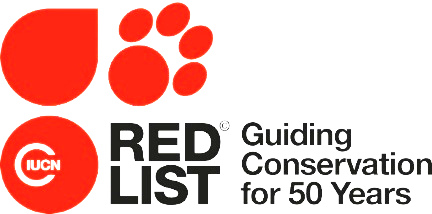 IUCN
RED©
LIST
Guiding
Conservation
for 50 Years